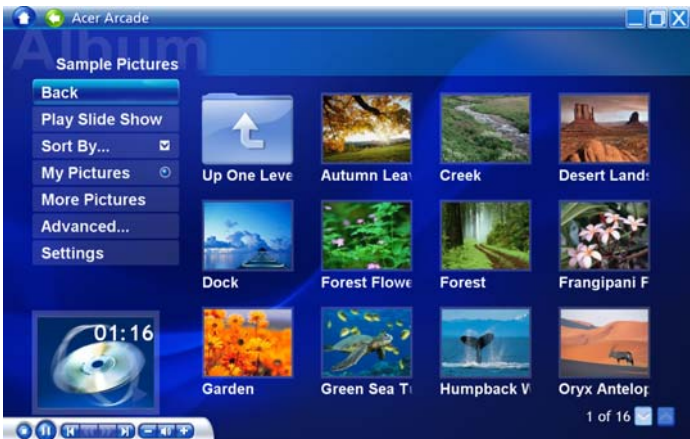 Acer Arcade
Album
Sample Pictures
Back
Play Slide Show
Sort By...
My Pictures
More Pictures
Advanced...
Settings
Up One Leve
Autumn Lea
Creek
Desert Lands
Dock
Forest Flowe
Forest
Frangipani F
Garden
Green Sea T
Humpback W
Oryx Antelop
01:16
1 of 16